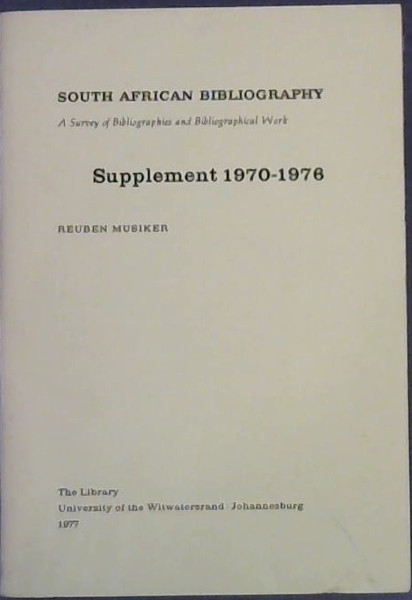 SOUTH AFRICAN BIBLIOGRAPHY
A Survey of Bibliographies and Bibliographical Work
Supplement 1970-1976
REUBEN MUSIKER
The Library
University of the Witwatersrand Johannesburg
1977